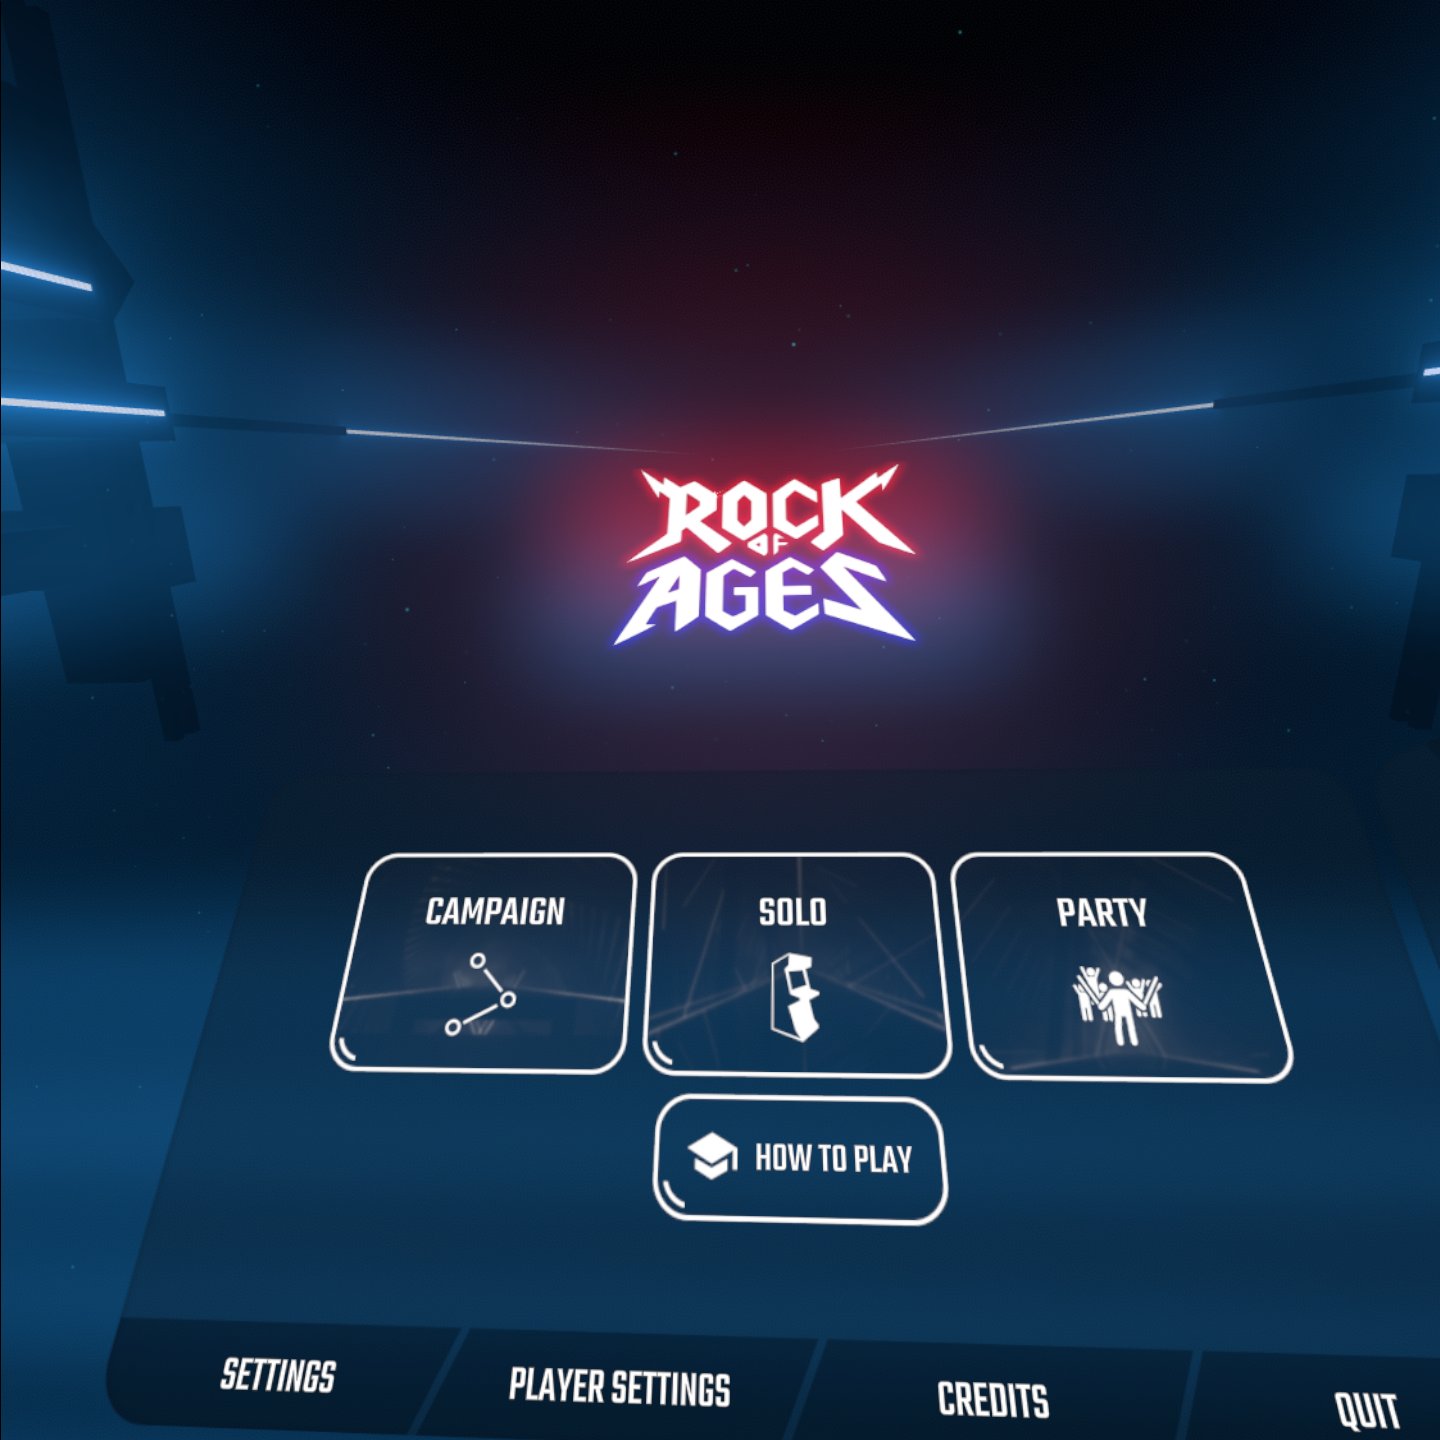 ROCK
OF
AGES
CAMPAIGN
SOLO
PARTY
HOW TO PLAY
SETTINGS
PLAYER SETTINGS
CREDITS
QUIT